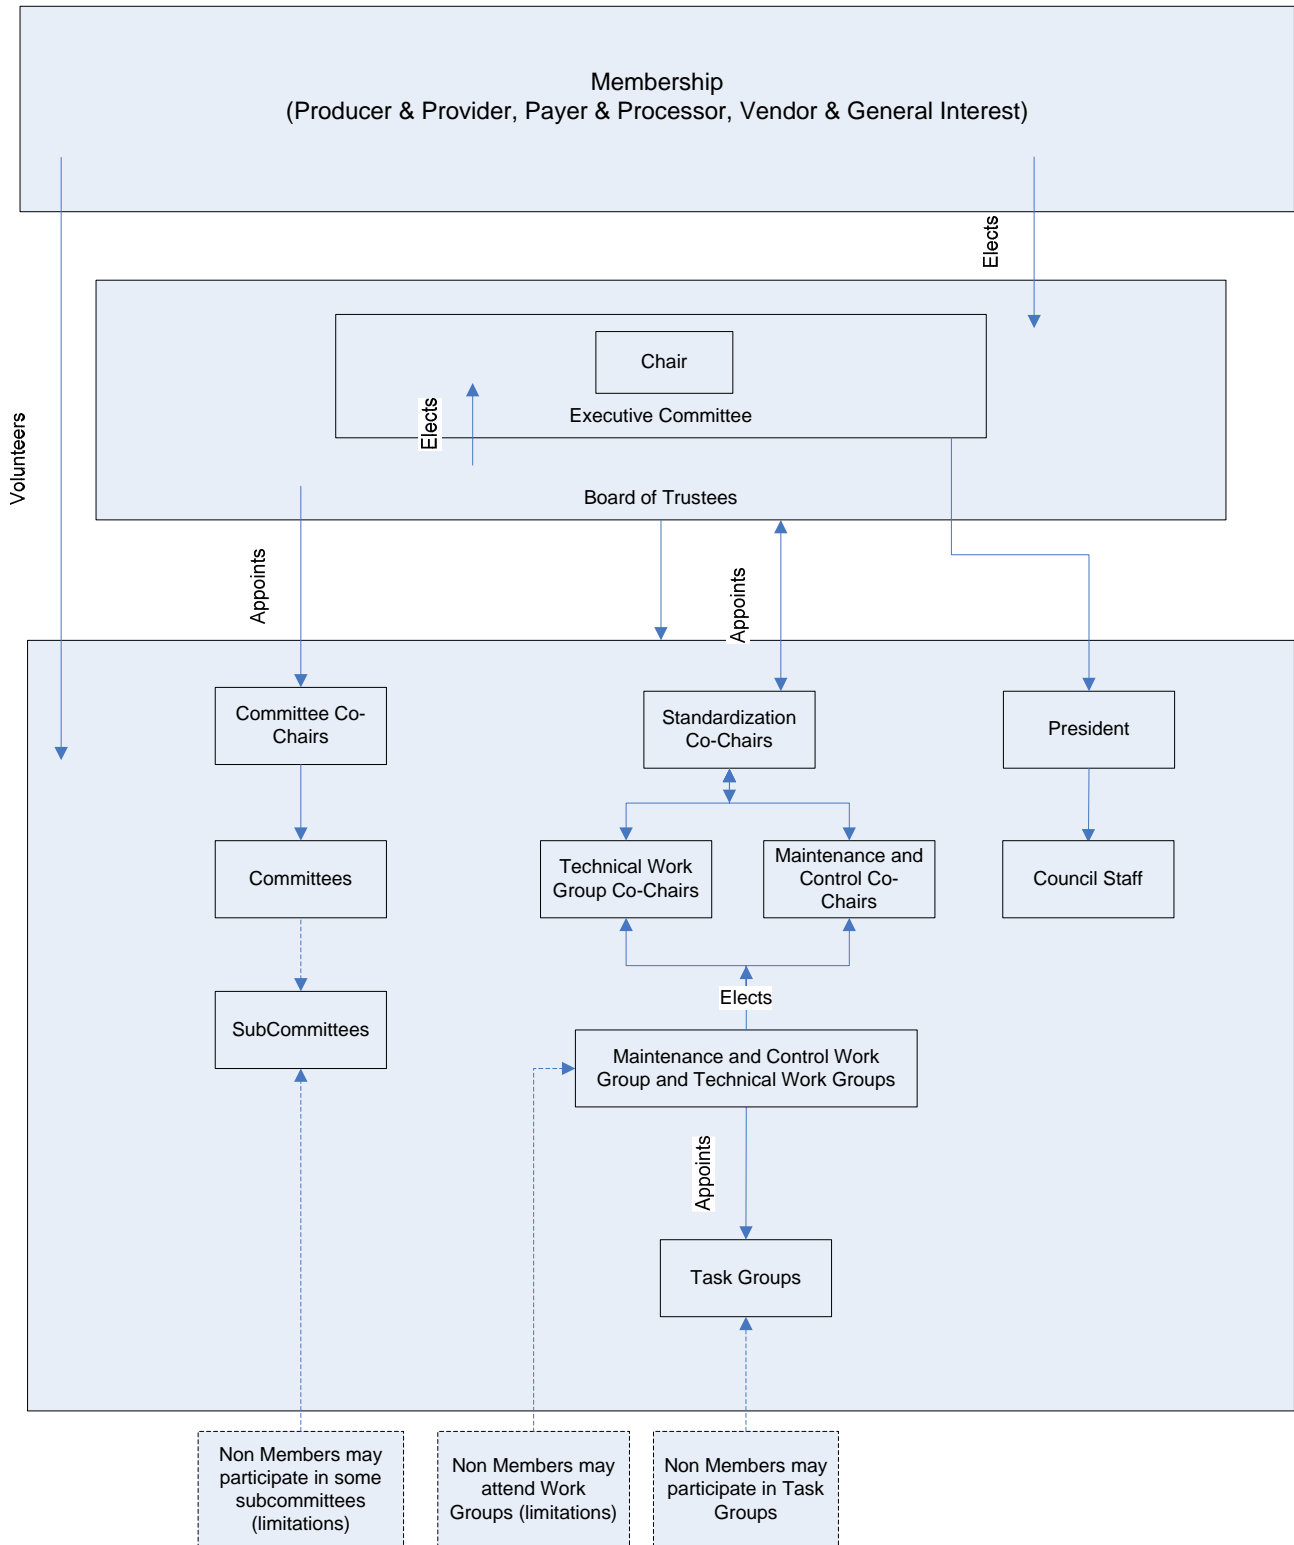 Membership
(Producer & Provider, Payer & Processor, Vendor & General Interest)
Elects
Chair
Executive Committee
Elects
Board of Trustees
Volunteers
Appoints
Appoints
Committee Co-
Chairs
Standardization
Co-Chairs
President
Committees
Technical Work
Group Co-Chairs
Maintenance and
Control Co-
Chairs
Council Staff
SubCommittees
Elects
Maintenance and Control Work
Group and Technical Work Groups
Appoints
Task Groups
Non Members may
participate in some
subcommittees
(limitations)
Non Members may
attend Work
Groups (limitations)
Non Members may
participate in Task
Groups